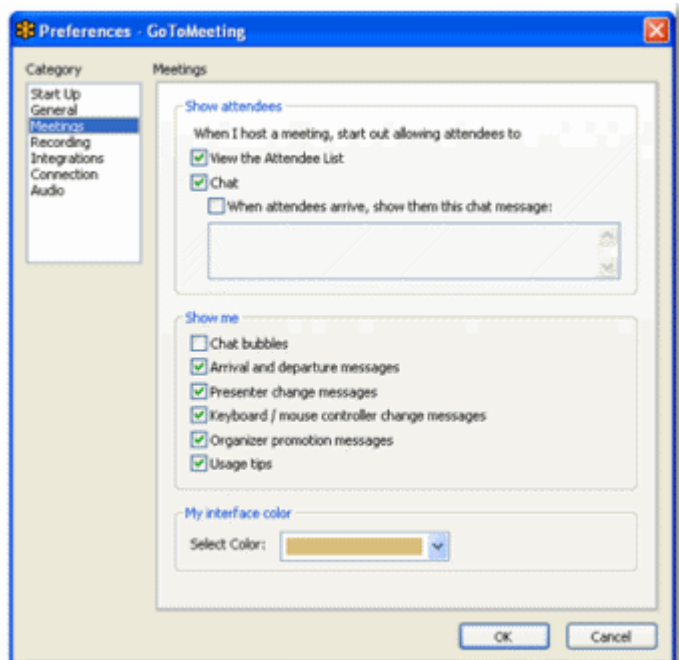 Preferences - GoToMeeting
Category
Start Up
General
Meetings
Recording
Integrations
Connection
Audio
Meetings
Show attendees
When I host a meeting, start out allowing attendees to
View the Attendee List
Chat
When attendees arrive, show them this chat message:
Show me
Chat bubbles
Arrival and departure messages
Presenter change messages
Keyboard / mouse controller change messages
Organizer promotion messages
Usage tips
My interface color
Select Color:
OK
Cancel